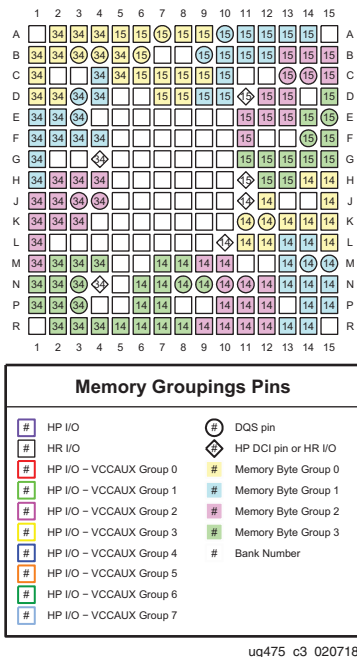 1 2 3 4 5 6 7 8 9 10 11 12 13 14 15
A 34 34 34 15 15 15 15 15 15 15 15 15 15 A
B 34 34 34 34 34 15 15 15 15 15 15 15 15 B
C 34 34 34 15 15 15 15 15 15 15 15 C
D 34 34 34 34 15 15 15 15 15 15 15 15 D
E 34 34 34 15 15 15 15 15 E
F 34 34 34 34 15 15 15 F
G 34 34 15 15 15 15 15 G
H 34 34 34 34 15 15 15 14 14 H
J 34 34 34 34 14 14 14 J
K 34 34 34 14 14 14 14 14 K
L 34 14 14 14 14 14 14 L
M 34 34 34 34 14 14 14 14 14 14 14 M
N 34 34 34 34 14 14 14 14 14 14 14 14 14 14 N
P 34 34 34 14 14 14 14 14 14 14 P
R 34 34 34 14 14 14 14 14 14 14 14 14 14 R
1 2 3 4 5 6 7 8 9 10 11 12 13 14 15
Memory Groupings Pins
# HP I/O
# HR I/O
# HP I/O – VCCAUX Group 0
# HP I/O – VCCAUX Group 1
# HP I/O – VCCAUX Group 2
# HP I/O – VCCAUX Group 3
# HP I/O – VCCAUX Group 4
# HP I/O – VCCAUX Group 5
# HP I/O – VCCAUX Group 6
# HP I/O – VCCAUX Group 7
# DQS pin
# HP DCI pin or HR I/O
# Memory Byte Group 0
# Memory Byte Group 1
# Memory Byte Group 2
# Memory Byte Group 3
# Bank Number
ug475_c3_020718